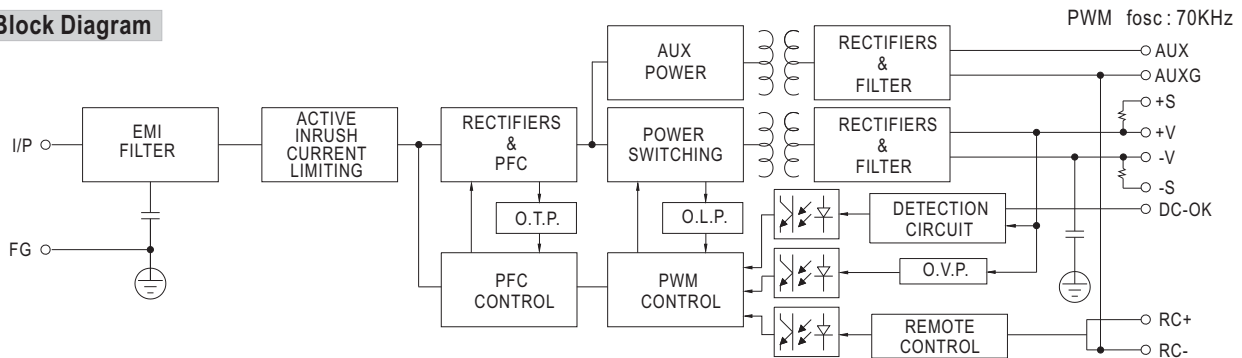 Block Diagram
PWM fosc : 70KHz
I/P
EMI
FILTER
ACTIVE
INRUSH
CURRENT
LIMITING
RECTIFIERS
&
PFC
AUX
POWER
RECTIFIERS
&
FILTER
AUX
AUXG
POWER
SWITCHING
RECTIFIERS
&
FILTER
+S
+V
-V
-S
FG
O.T.P.
O.L.P.
DETECTION
CIRCUIT
DC-OK
PFC
CONTROL
PWM
CONTROL
O.V.P.
REMOTE
CONTROL
RC+
RC-